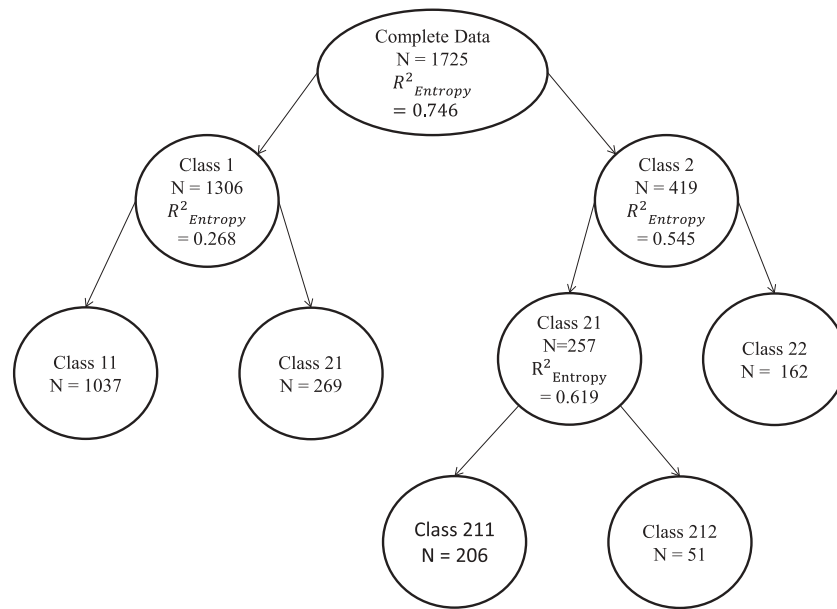 Complete Data
N = 1725
R²Entropy
= 0.746
Class 1
N = 1306
R²Entropy
= 0.268
Class 2
N = 419
R²Entropy
= 0.545
Class 11
N = 1037
Class 21
N = 269
Class 21
N=257
R²Entropy
= 0.619
Class 22
N = 162
Class 211
N = 206
Class 212
N = 51